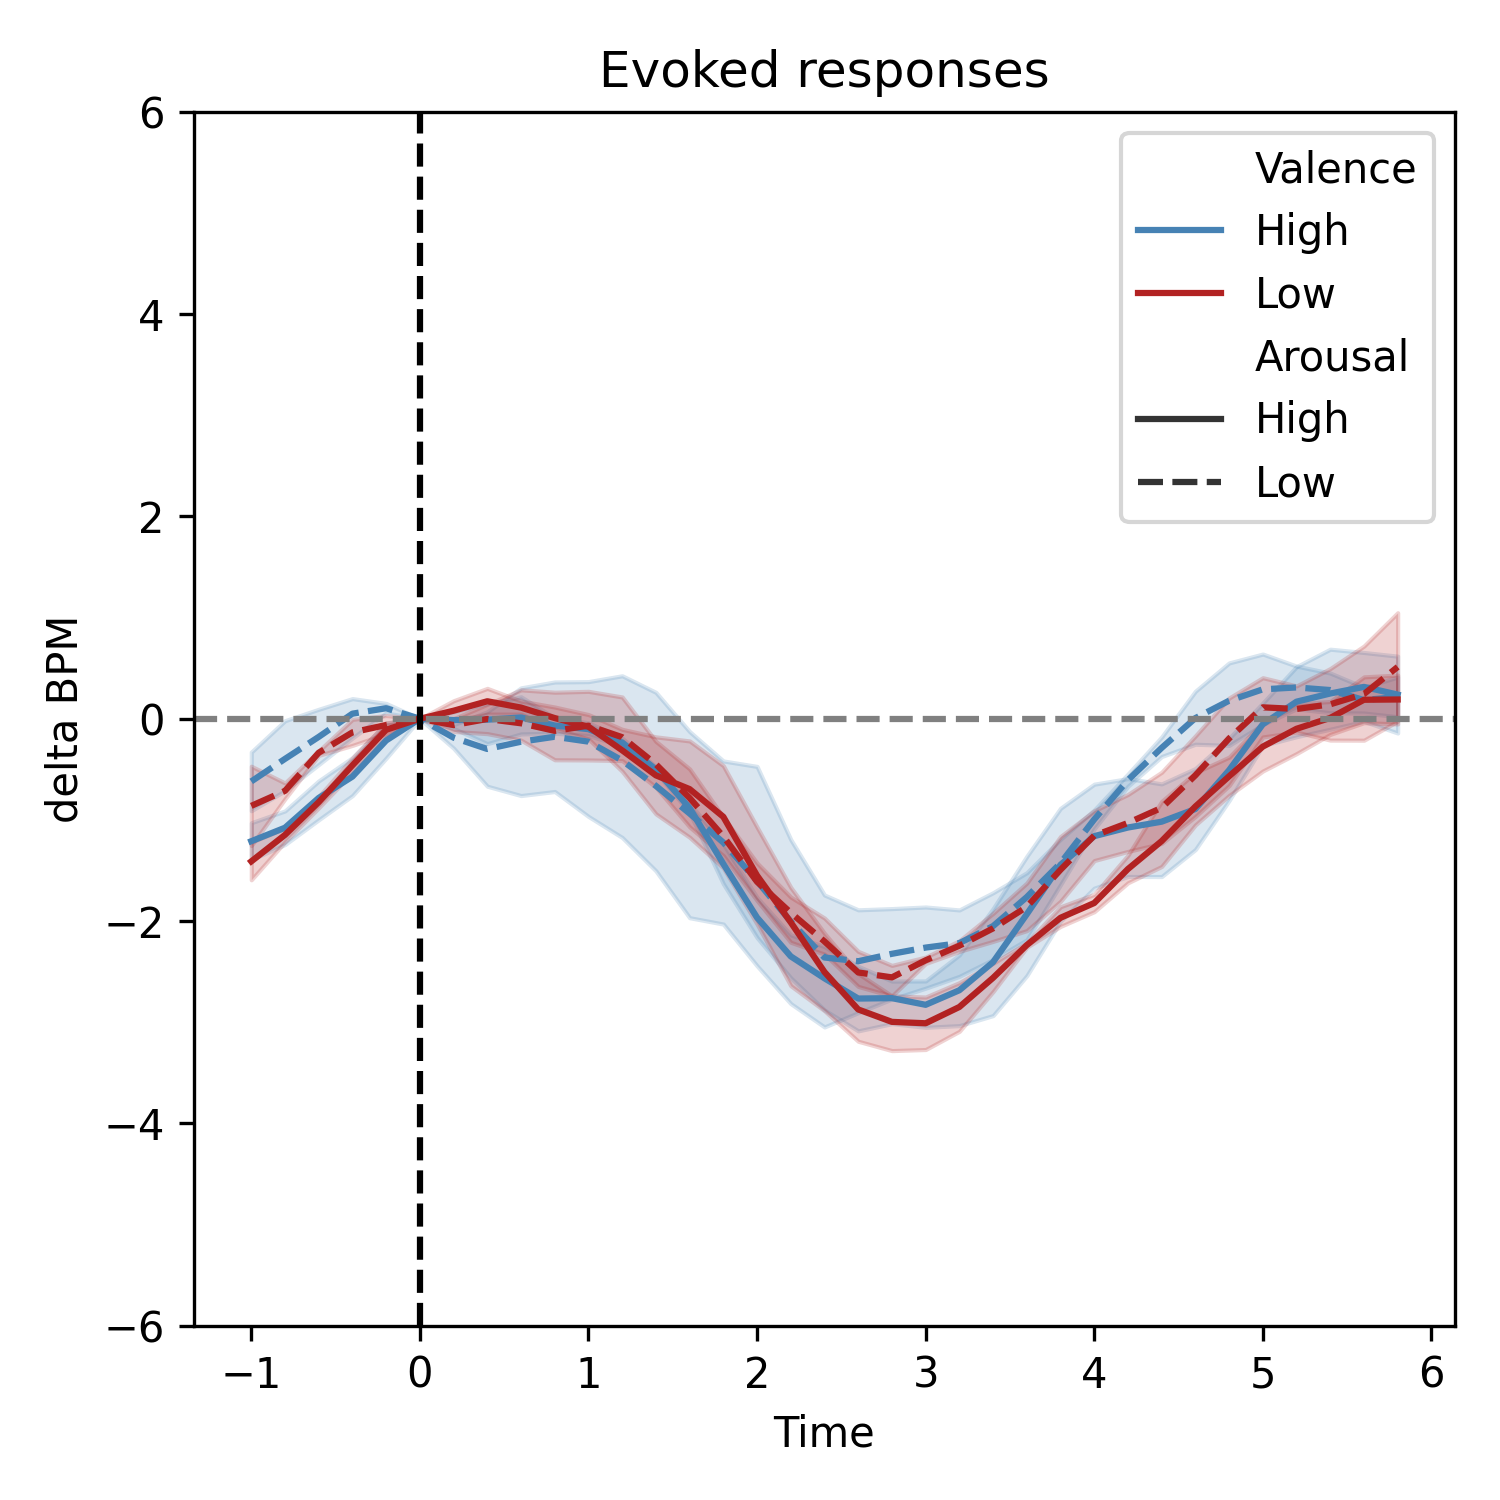 Evoked responses
6
4
2
0
−2
−4
−6
delta BPM
Valence
High
Low
Arousal
High
Low
−1 0 1 2 3 4 5 6
Time